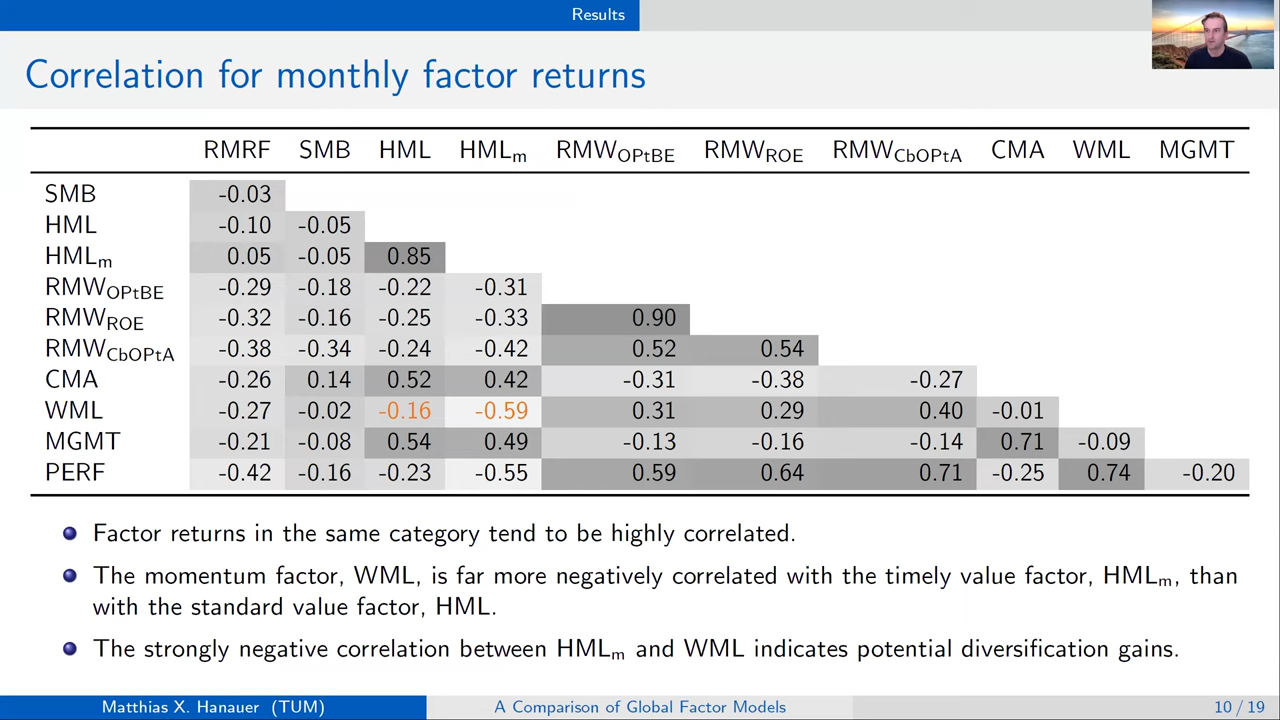 Results
Correlation for monthly factor returns
RMRF SMB HML HMLm RMWOPtBE RMWROE RMWCbOPtA CMA WML MGMT
SMB -0.03
HML -0.10 -0.05
HMLm 0.05 -0.05 0.85
RMWOPtBE -0.29 -0.18 -0.22 -0.31
RMWROE -0.32 -0.16 -0.25 -0.33 0.90
RMWCbOPtA -0.38 -0.34 -0.24 -0.42 0.52 0.54
CMA -0.26 0.14 0.52 0.42 -0.31 -0.38 -0.27
WML -0.27 -0.02 -0.16 -0.59 0.31 0.29 0.40 -0.01
MGMT -0.21 -0.08 0.54 0.49 -0.13 -0.16 -0.14 0.71 -0.09
PERF -0.42 -0.16 -0.23 -0.55 0.59 0.64 0.71 -0.25 0.74 -0.20
Factor returns in the same category tend to be highly correlated.
The momentum factor, WML, is far more negatively correlated with the timely value factor, HMLm, than
with the standard value factor, HML.
The strongly negative correlation between HMLm and WML indicates potential diversification gains.
Matthias X. Hanauer (TUM) A Comparison of Global Factor Models 10 / 19